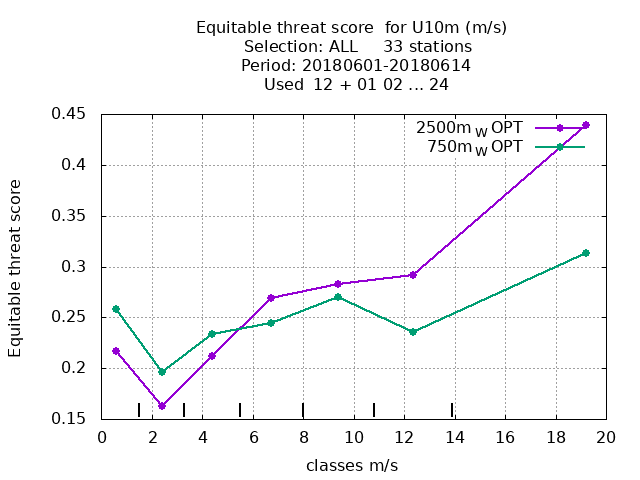 Equitable threat score  for U10m (m/s)
Selection: ALL     33 stations
Period: 20180601-20180614
Used  12 + 01 02 ... 24
2500m W OPT
750m W OPT
0.45
0.4
0.35
0.3
0.25
0.2
0.15
Equitable threat score
0 2 4 6 8 10 12 14 16 18 20
classes m/s